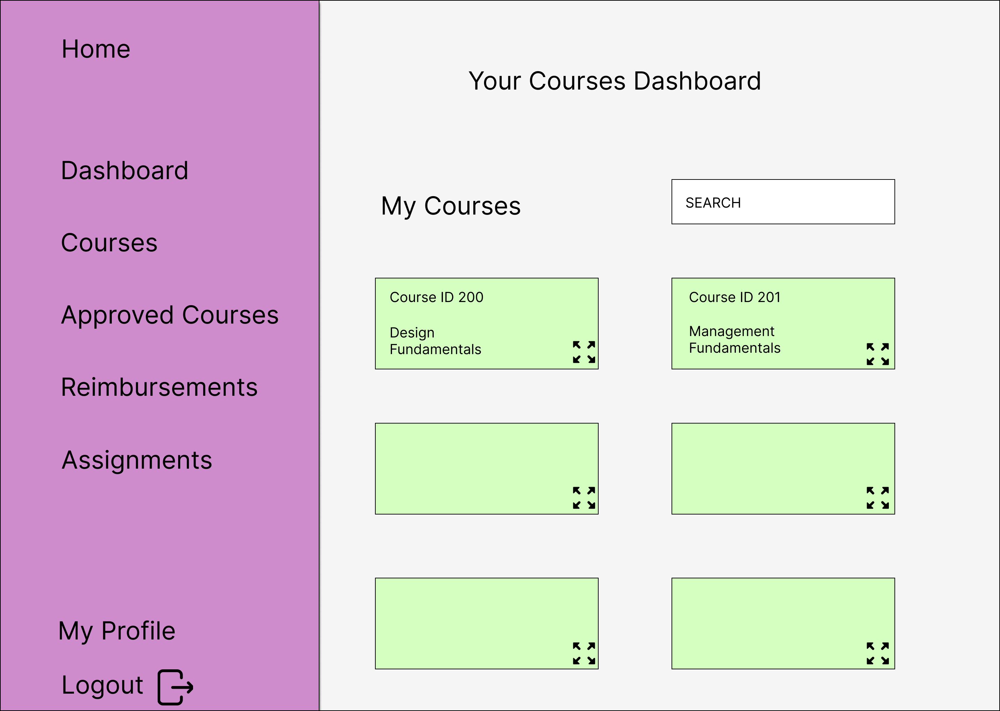 Home
Dashboard
Courses
Approved Courses
Reimbursements
Assignments
My Profile
Logout
Your Courses Dashboard
My Courses
SEARCH
Course ID 200
Design
Fundamentals
Course ID 201
Management
Fundamentals